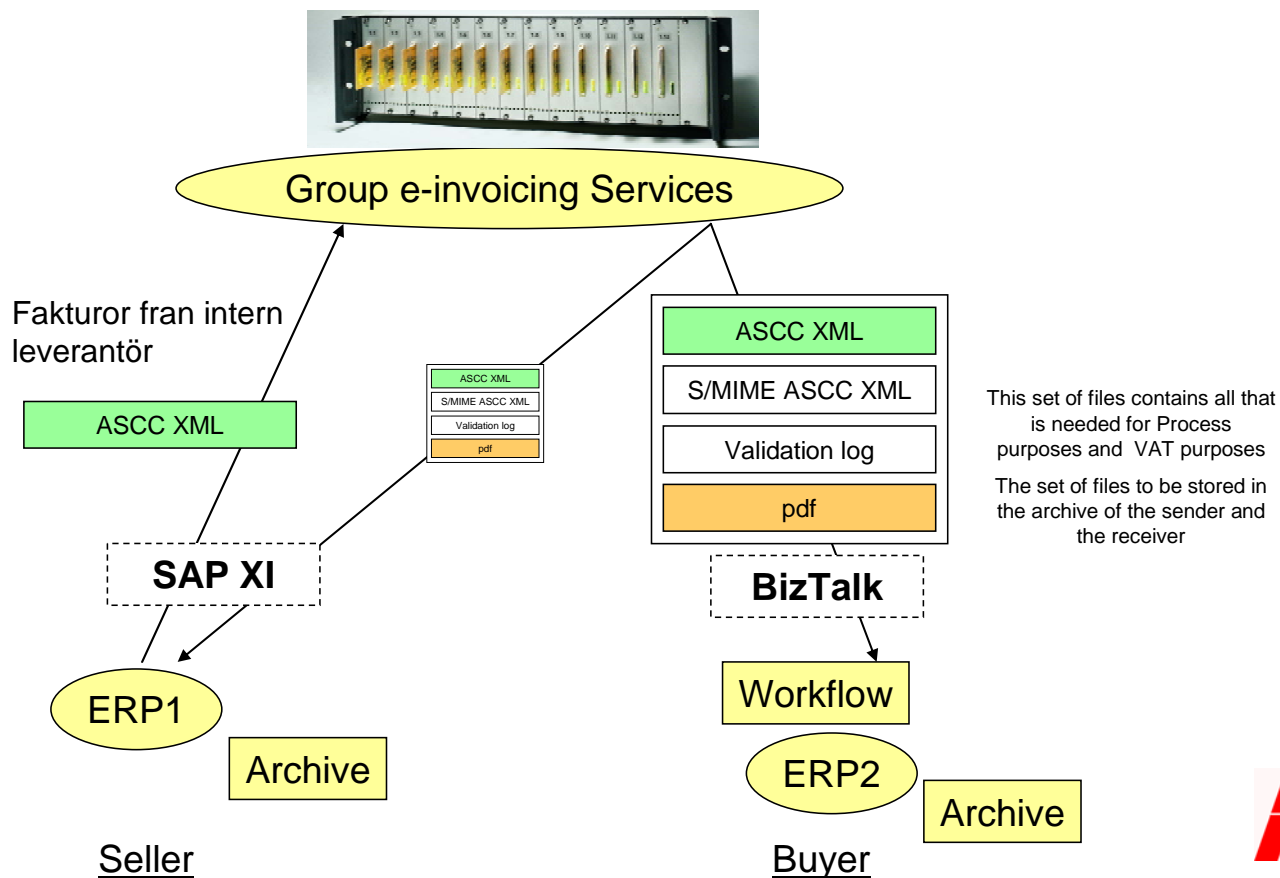 Group e-invoicing Services
Fakturor fran intern
leverantör
ASCC XML
ASCC XML
S/MIME ASCC XML
Validation log
pdf
ASCC XML
S/MIME ASCC XML
Validation log
pdf
This set of files contains all that
is needed for Process
purposes and VAT purposes
The set of files to be stored in
the archive of the sender and
the receiver
SAP XI
BizTalk
ERP1
Archive
Workflow
ERP2
Archive
Seller
Buyer